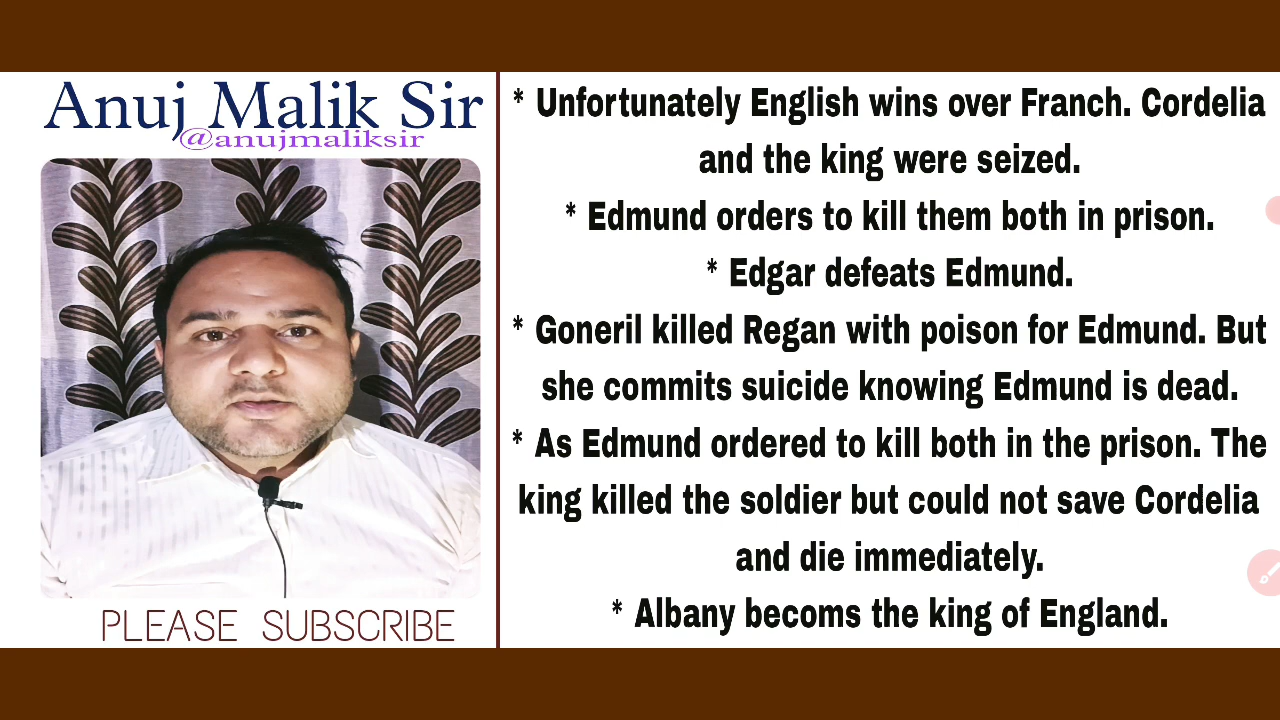 Anuj Malik Sir
@anujmaliksir
PLEASE SUBSCRIBE
* Unfortunately English wins over Franch. Cordelia
and the king were seized.
* Edmund orders to kill them both in prison.
* Edgar defeats Edmund.
* Goneril killed Regan with poison for Edmund. But
she commits suicide knowing Edmund is dead.
* As Edmund ordered to kill both in the prison. The
king killed the soldier but could not save Cordelia
and die immediately.
* Albany becoms the king of England.